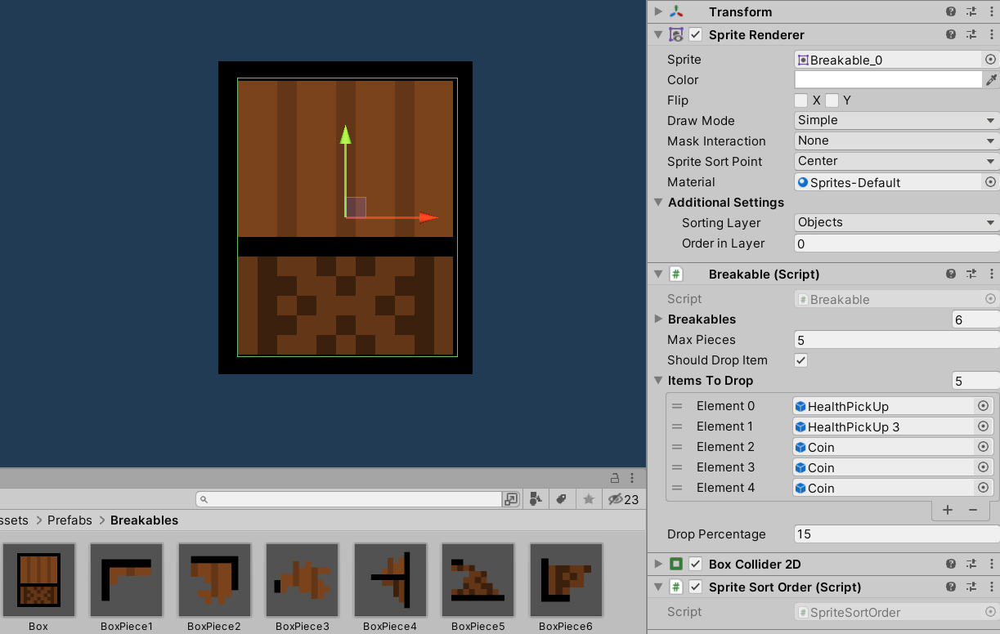 Transform
Sprite Renderer
Sprite Breakable_0
Color
Flip X Y
Draw Mode Simple
Mask Interaction None
Sprite Sort Point Center
Material Sprites-Default
Additional Settings
Sorting Layer Objects
Order in Layer 0
# Breakable (Script)
Script # Breakable
Breakables 6
Max Pieces 5
Should Drop Item
Items To Drop 5
Element 0 HealthPickUp
Element 1 HealthPickUp 3
Element 2 Coin
Element 3 Coin
Element 4 Coin
Drop Percentage 15
Box Collider 2D
# Sprite Sort Order (Script)
Script # SpriteSortOrder
23
ssets > Prefabs > Breakables
Box BoxPiece1 BoxPiece2 BoxPiece3 BoxPiece4 BoxPiece5 BoxPiece6